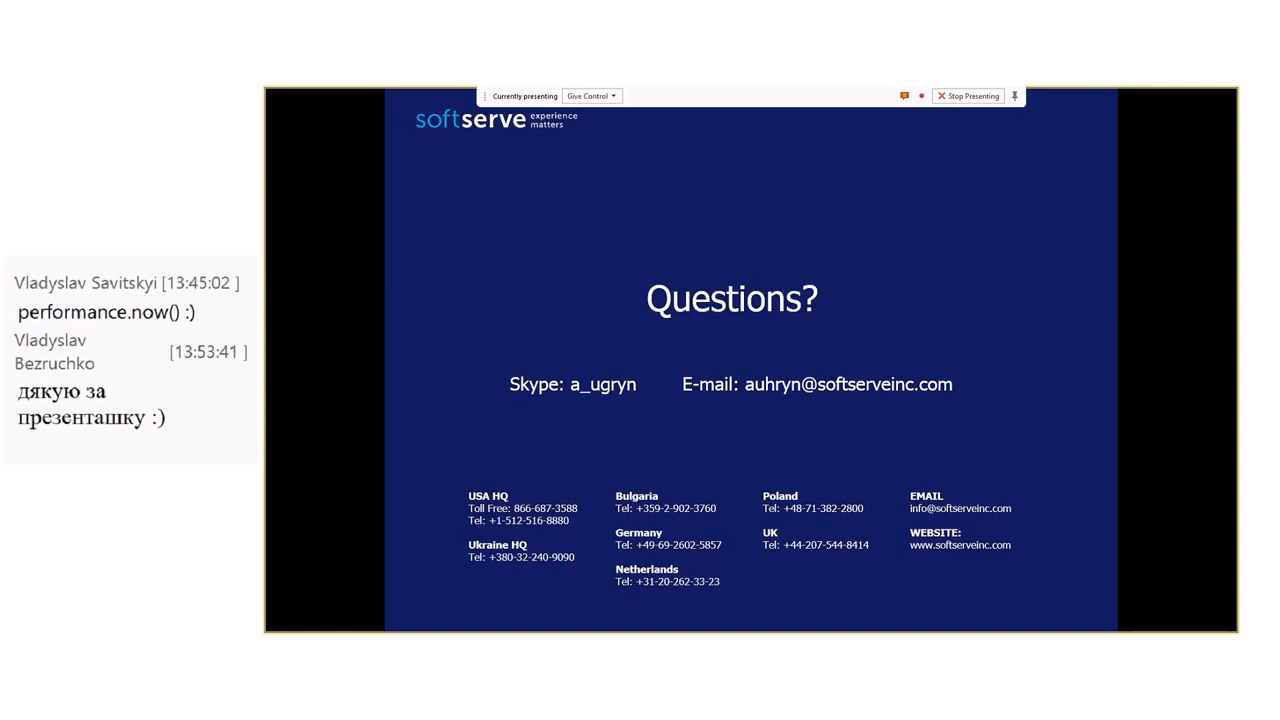 Currently presenting Give Control Stop Presenting
softserve experience matters
Vladyslav Savitskyi [13:45:02 ]
performance.now() :)
Vladyslav Bezruchko [13:53:41 ]
дякую за
презенташку :)
Questions?
Skype: a_ugryn E-mail: auhryn@softserveinc.com
USA HQ
Toll Free: 866-687-3588
Tel: +1-512-516-8880
Ukraine HQ
Tel: +380-32-240-9090
Bulgaria
Tel: +359-2-902-3760
Germany
Tel: +49-69-2602-5857
Netherlands
Tel: +31-20-262-33-23
Poland
Tel: +48-71-382-2800
UK
Tel: +44-207-544-8414
EMAIL
info@softserveinc.com
WEBSITE:
www.softserveinc.com